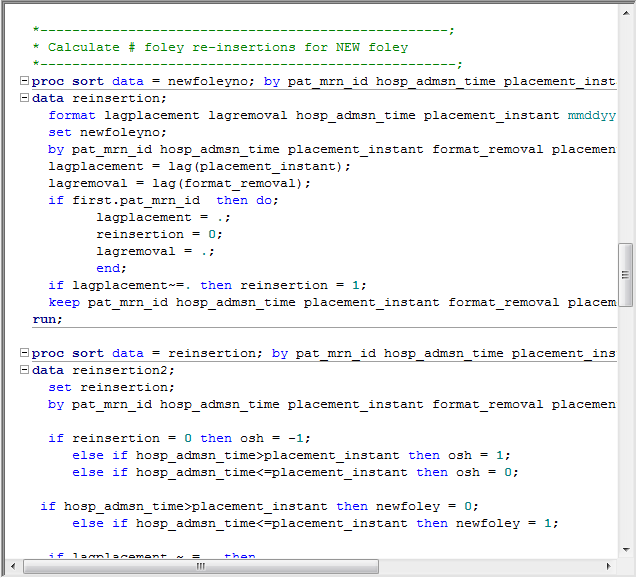 *---------------------------------------------------;
* Calculate # foley re-insertions for NEW foley
*----------------------------------------------------;
proc sort data = newfoleyno; by pat_mrn_id hosp_admsn_time placement_inst
data reinsertion;
format lagplacement lagremoval hosp_admsn_time placement_instant mmddyy
set newfoleyno;
by pat_mrn_id hosp_admsn_time placement_instant format_removal placemen
lagplacement = lag(placement_instant);
lagremoval = lag(format_removal);
if first.pat_mrn_id  then do;
lagplacement = .;
reinsertion = 0;
lagremoval = .;
end;
if lagplacement~=. then reinsertion = 1;
keep pat_mrn_id hosp_admsn_time placement_instant format_removal placem
run;
proc sort data = reinsertion; by pat_mrn_id hosp_admsn_time placement_ins
data reinsertion2;
set reinsertion;
by pat_mrn_id hosp_admsn_time placement_instant format_removal placemen
if reinsertion = 0 then osh = -1;
else if hosp_admsn_time>placement_instant then osh = 1;
else if hosp_admsn_time<=placement_instant then osh = 0;
if hosp_admsn_time>placement_instant then newfoley = 0;
else if hosp_admsn_time<=placement_instant then newfoley = 1;
if lagplacement ~ = . then